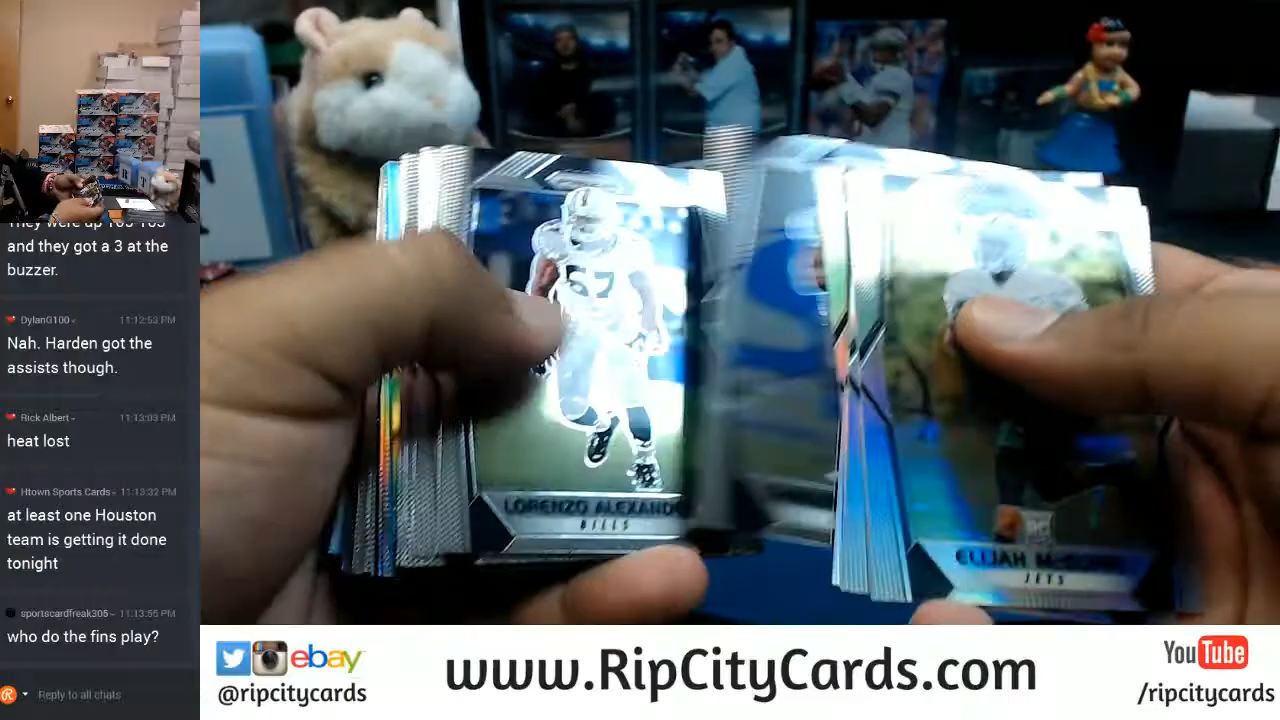 and they got a 3 at the
buzzer.
DylanG100 11:12:53 PM
Nah. Harden got the
assists though.
Rick Albert 11:13:03 PM
heat lost
Htown Sports Cards 11:13:32 PM
at least one Houston
team is getting it done
tonight
sportscardfreak305 11:13:55 PM
who do the fins play?
Reply to all chats
57
LORENZO ALEXAND
BILLS
ELIJAH
JETS
ebay
@ripcitycards
www.RipCityCards.com
YouTube
/ripcitycards